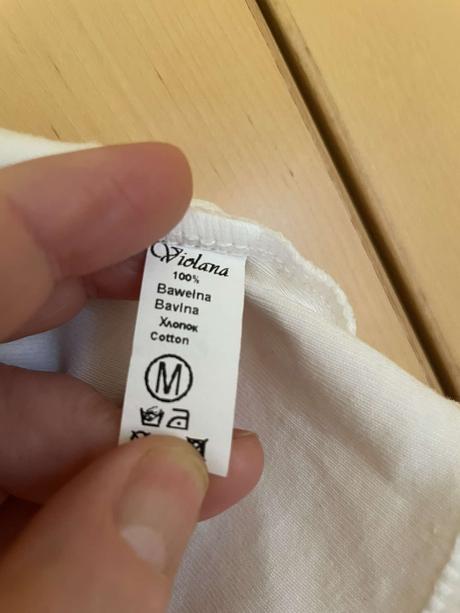 Violana
100%
Bawełna
Bavlna
Хлопок
Cotton
M